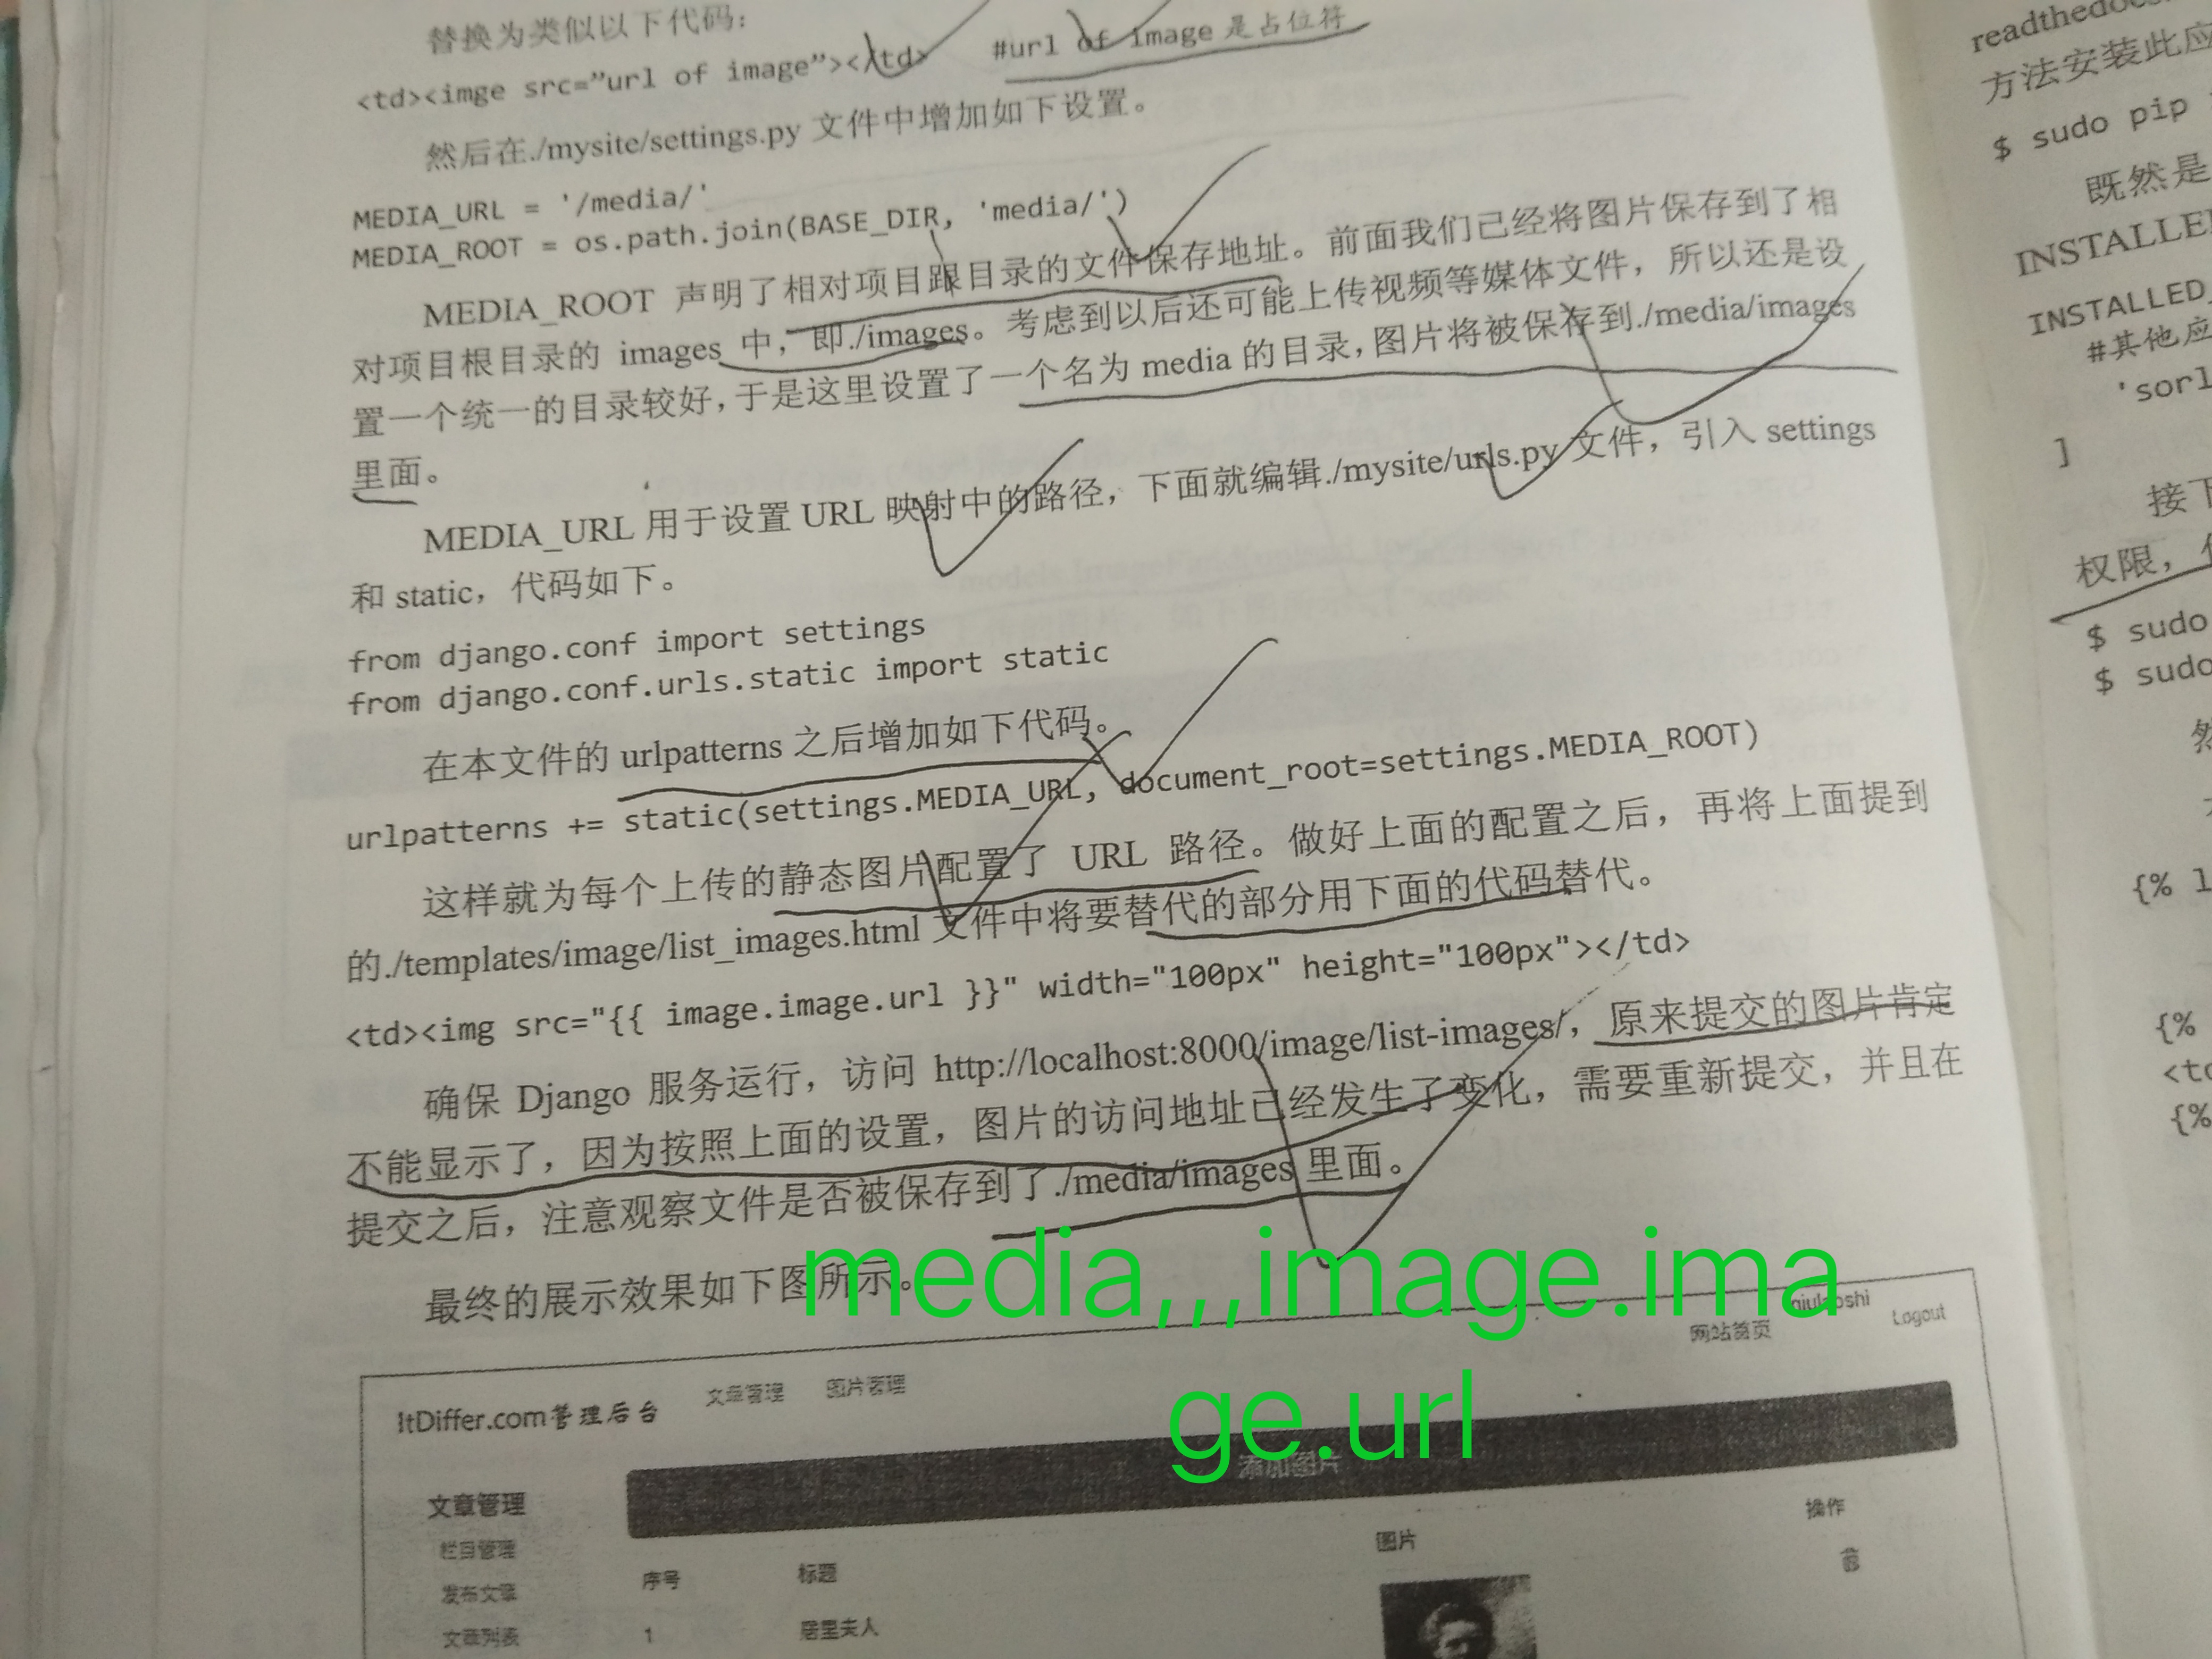 替换为类似以下代码：
<td><imge src=”url of image”></td> #url of image 是占位符
然后在./mysite/settings.py 文件中增加如下设置。
MEDIA_URL = '/media/'
MEDIA_ROOT = os.path.join(BASE_DIR, 'media/')
MEDIA_ROOT 声明了相对项目跟目录的文件保存地址。前面我们已经将图片保存到了相
对项目根目录的 images 中，即./images。考虑到以后还可能上传视频等媒体文件，所以还是设
置一个统一的目录较好，于是这里设置了一个名为 media 的目录，图片将被保存到./media/images
里面。
MEDIA_URL 用于设置 URL 映射中的路径，下面就编辑./mysite/urls.py 文件，引入 settings
和 static，代码如下。
from django.conf import settings
from django.conf.urls.static import static
在本文件的 urlpatterns 之后增加如下代码。
urlpatterns += static(settings.MEDIA_URL, document_root=settings.MEDIA_ROOT)
这样就为每个上传的静态图片配置了 URL 路径。做好上面的配置之后，再将上面提到
的./templates/image/list_images.html 文件中将要替代的部分用下面的代码替代。
<td><img src="{{ image.image.url }}" width="100px" height="100px"></td>
确保 Django 服务运行，访问 http://localhost:8000/image/list-images/，原来提交的图片肯定
不能显示了，因为按照上面的设置，图片的访问地址已经发生了变化，需要重新提交，并且在
提交之后，注意观察文件是否被保存到了./media/images 里面。
最终的展示效果如下图所示。
media,,,image.ima
ge.url
qiulaoshi
ItDiffer.com管理后台 文章管理 图片管理 网站首页 Logout
添加图片
文章管理
栏目管理
发布文章
文章列表
序号 标题 图片 操作
1 居里夫人
readthedocs
方法安装此应
$ sudo pip
既然是
INSTALLED
INSTALLED_
#其他应
'sorl
]
接下
权限，
$ sudo
$ sudo
然
{% l
{%
<td
{%